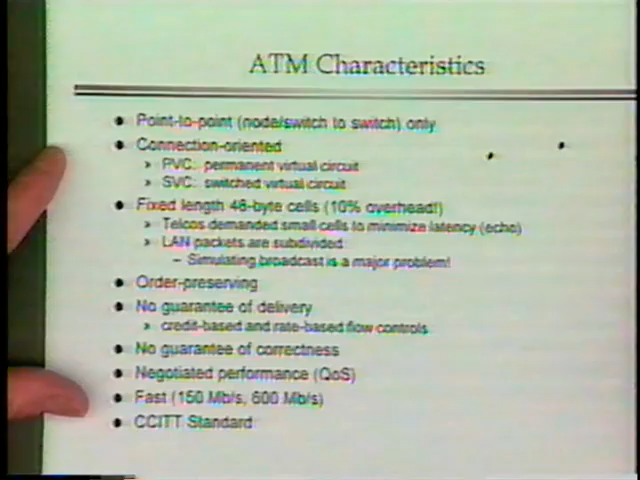 ATM Characteristics
● Point-to-point (node/switch to switch) only
● Connection-oriented
» PVC: permanent virtual circuit
» SVC: switched virtual circuit
● Fixed length 48-byte cells (10% overhead!)
» Telcos demanded small cells to minimize latency (echo)
» LAN packets are subdivided
– Simulating broadcast is a major problem!
● Order-preserving
● No guarantee of delivery
» credit-based and rate-based flow controls
● No guarantee of correctness
● Negotiated performance (QoS)
● Fast (150 Mb/s, 600 Mb/s)
● CCITT Standard